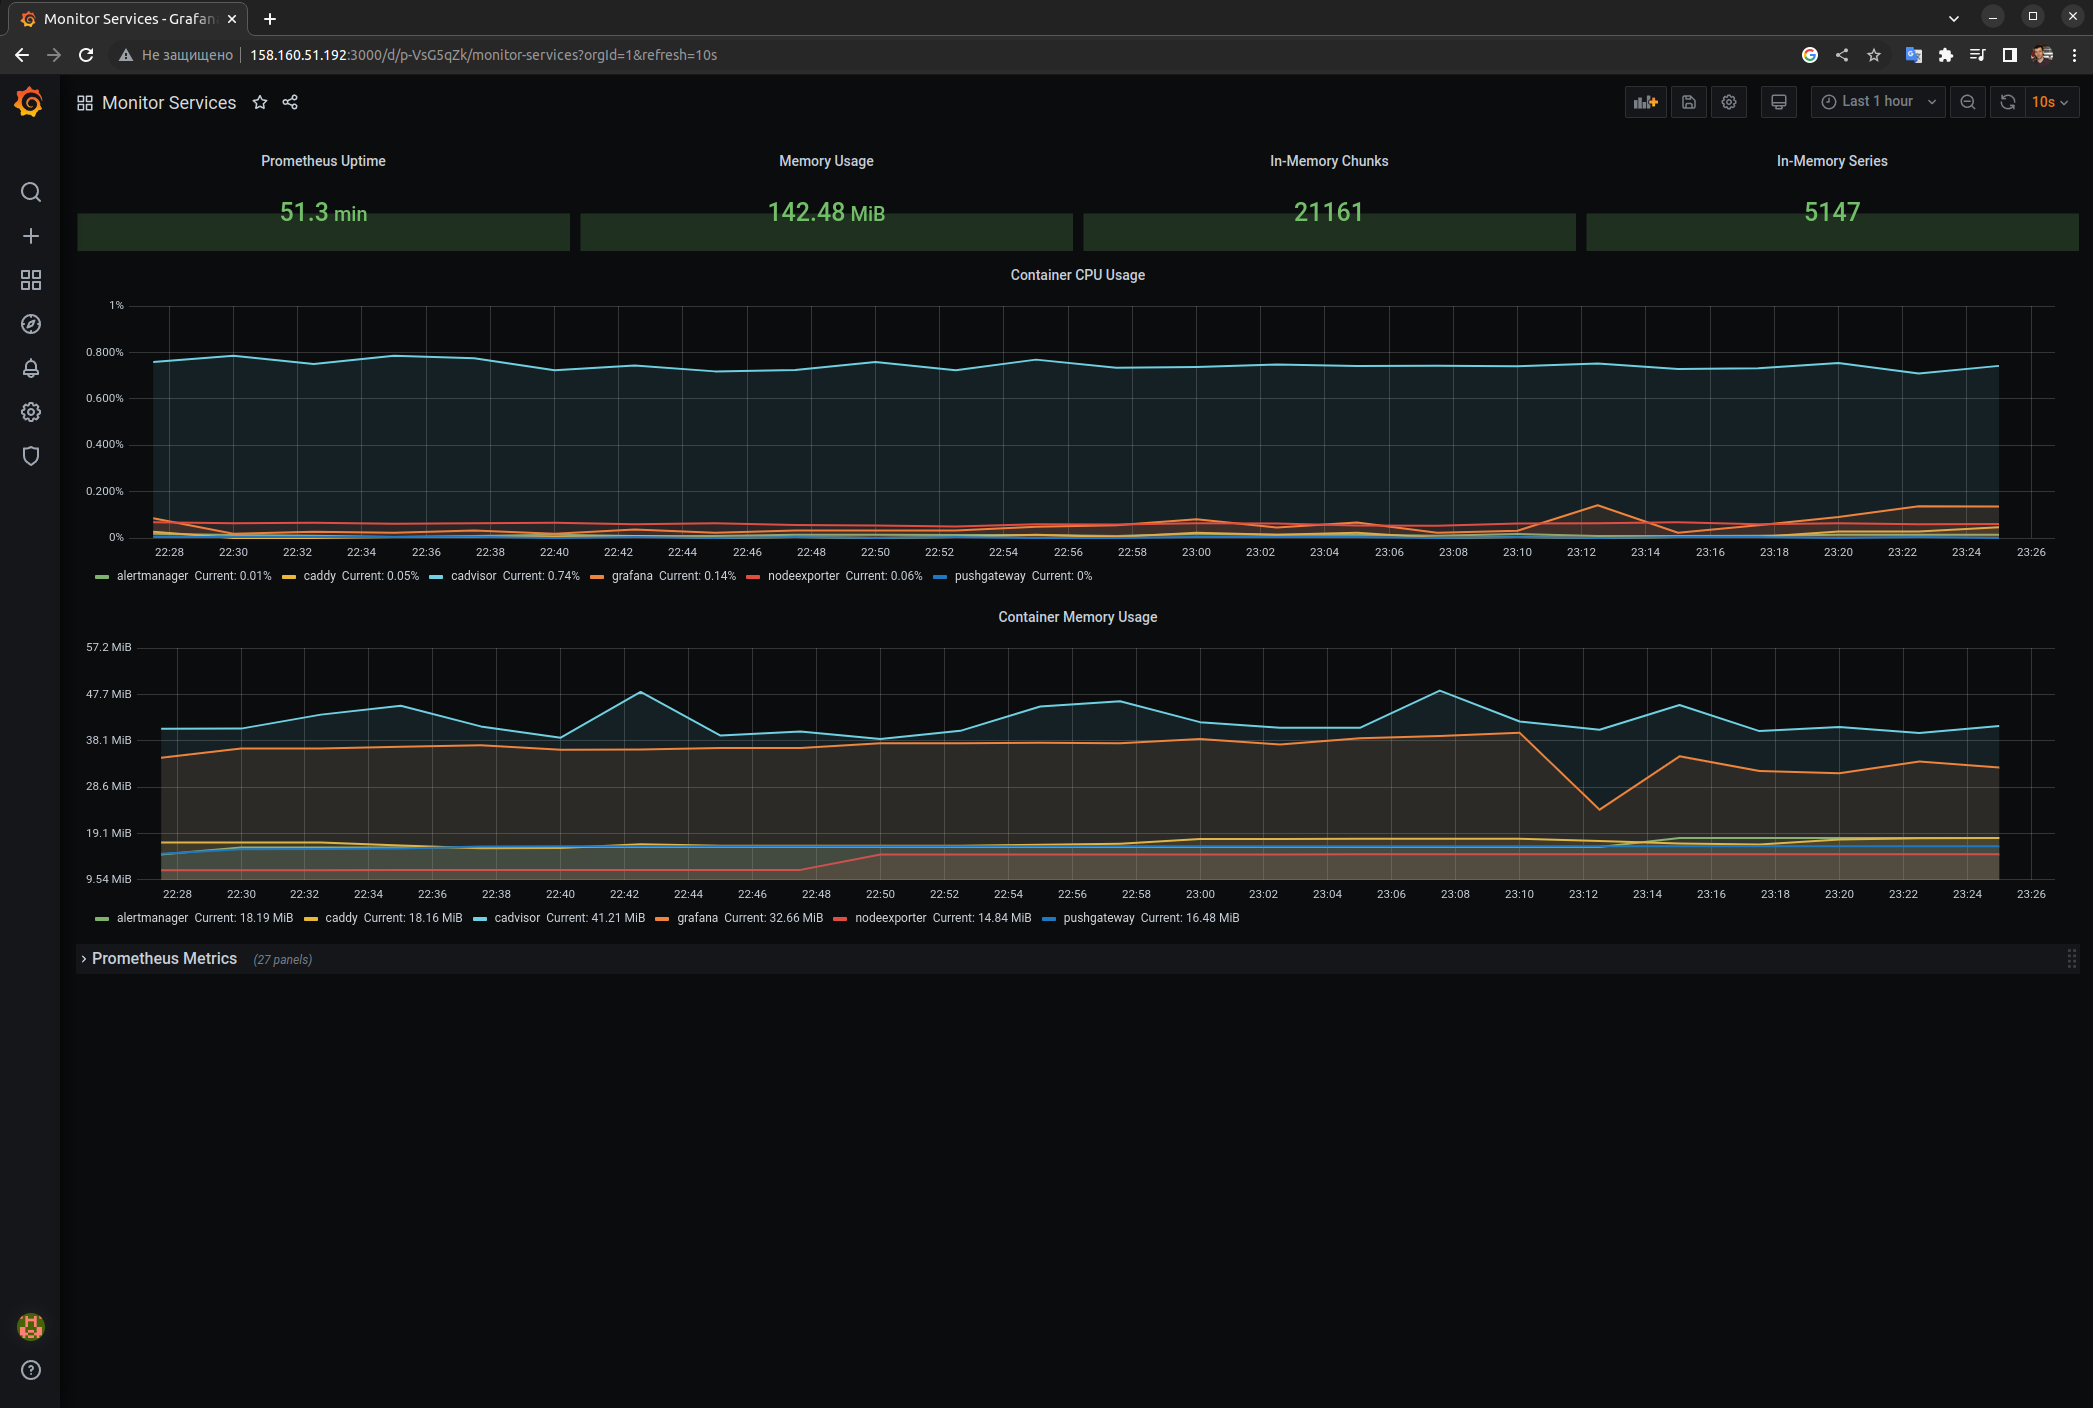 Monitor Services - Grafan
Не защищено 158.160.51.192:3000/d/p-VsG5qZk/monitor-services?orgId=1&refresh=10s
Monitor Services
Last 1 hour
10s
Prometheus Uptime
Memory Usage
In-Memory Chunks
In-Memory Series
51.3 min
142.48 MiB
21161
5147
Container CPU Usage
1%
0.800%
0.600%
0.400%
0.200%
0%
22:28 22:30 22:32 22:34 22:36 22:38 22:40 22:42 22:44 22:46 22:48 22:50 22:52 22:54 22:56 22:58 23:00 23:02 23:04 23:06 23:08 23:10 23:12 23:14 23:16 23:18 23:20 23:22 23:24 23:26
alertmanager Current: 0.01% caddy Current: 0.05% cadvisor Current: 0.74% grafana Current: 0.14% nodeexporter Current: 0.06% pushgateway Current: 0%
Container Memory Usage
57.2 MiB
47.7 MiB
38.1 MiB
28.6 MiB
19.1 MiB
9.54 MiB
22:28 22:30 22:32 22:34 22:36 22:38 22:40 22:42 22:44 22:46 22:48 22:50 22:52 22:54 22:56 22:58 23:00 23:02 23:04 23:06 23:08 23:10 23:12 23:14 23:16 23:18 23:20 23:22 23:24 23:26
alertmanager Current: 18.19 MiB caddy Current: 18.16 MiB cadvisor Current: 41.21 MiB grafana Current: 32.66 MiB nodeexporter Current: 14.84 MiB pushgateway Current: 16.48 MiB
Prometheus Metrics (27 panels)